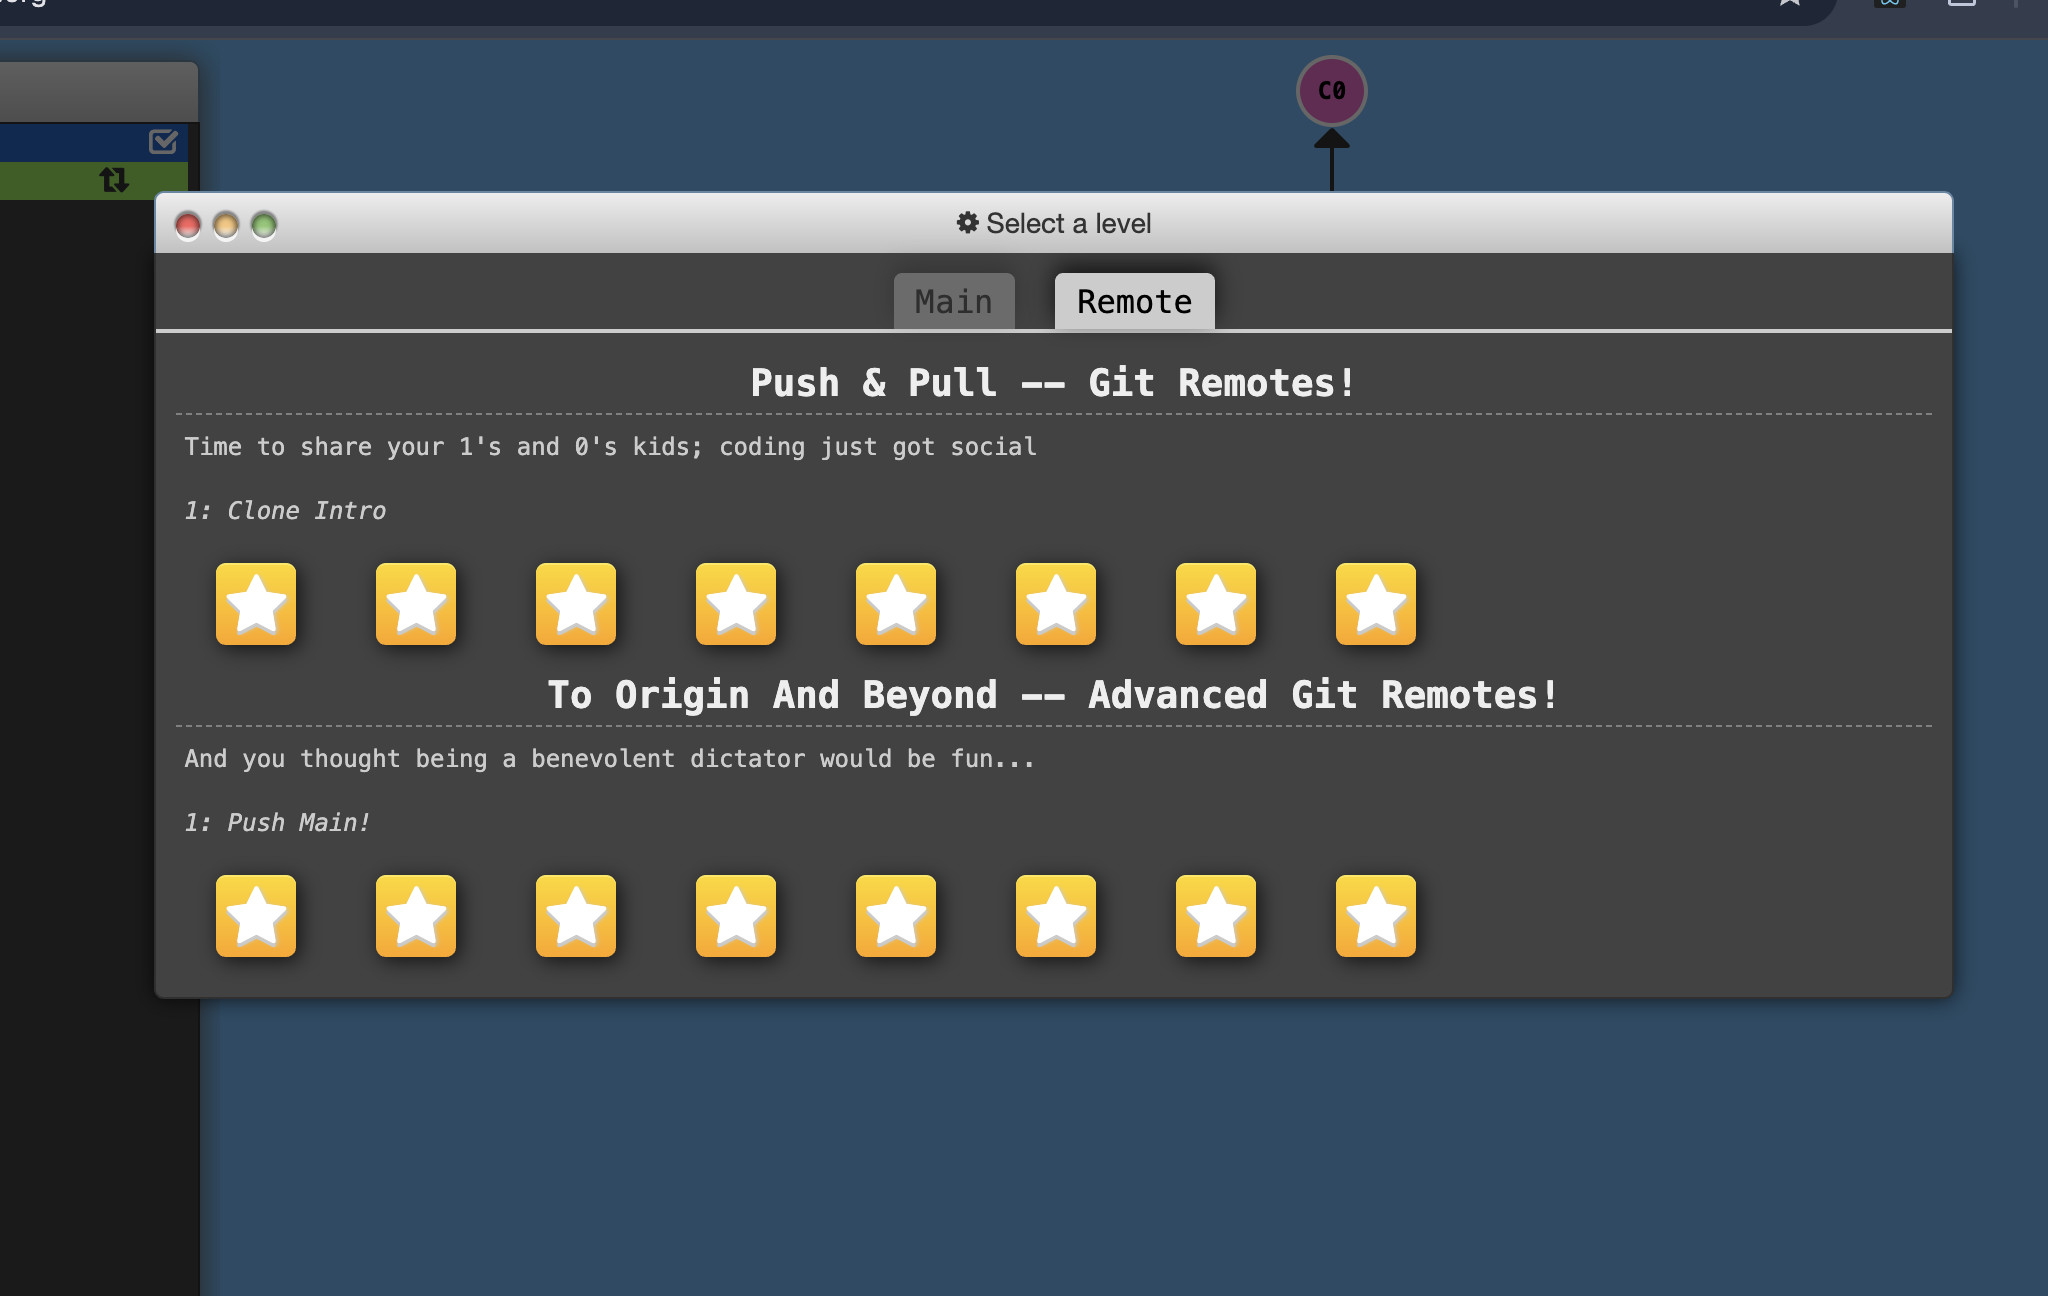 C0
Select a level
Main
Remote
Push & Pull -- Git Remotes!
Time to share your 1's and 0's kids; coding just got social
1: Clone Intro
To Origin And Beyond -- Advanced Git Remotes!
And you thought being a benevolent dictator would be fun...
1: Push Main!